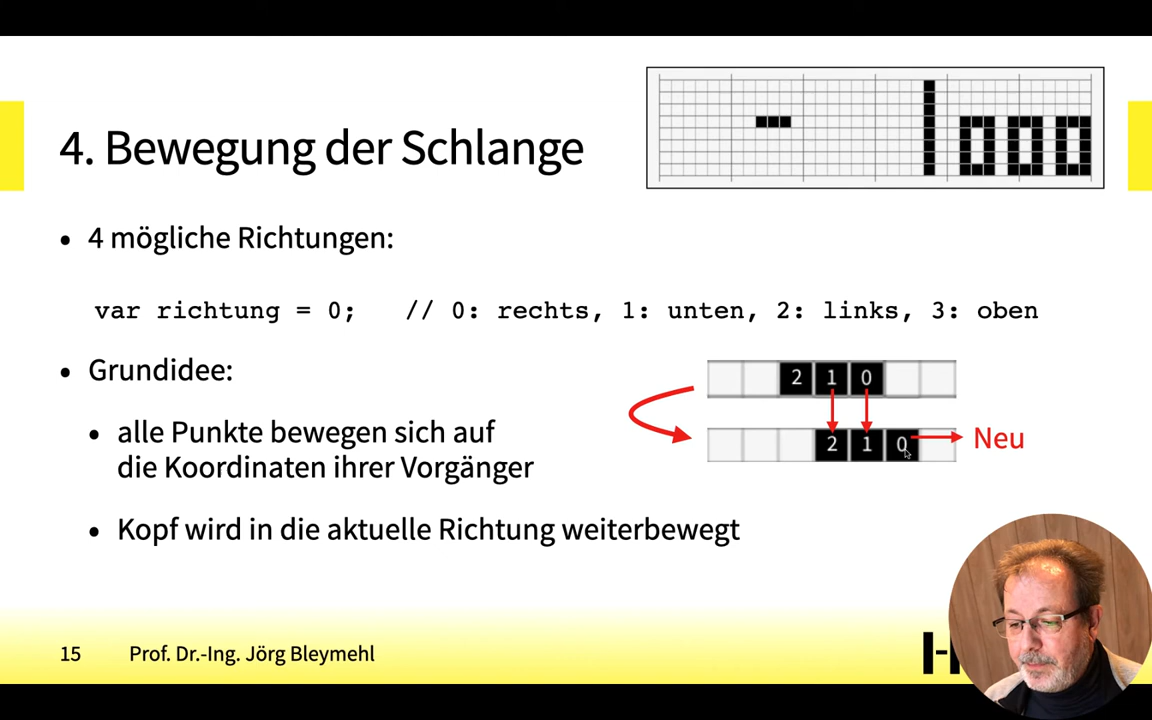 4. Bewegung der Schlange
1000
• 4 mögliche Richtungen:
var richtung = 0; // 0: rechts, 1: unten, 2: links, 3: oben
• Grundidee:
2 1 0
• alle Punkte bewegen sich auf
die Koordinaten ihrer Vorgänger
2 1 0 Neu
• Kopf wird in die aktuelle Richtung weiterbewegt
15 Prof. Dr.-Ing. Jörg Bleymehl